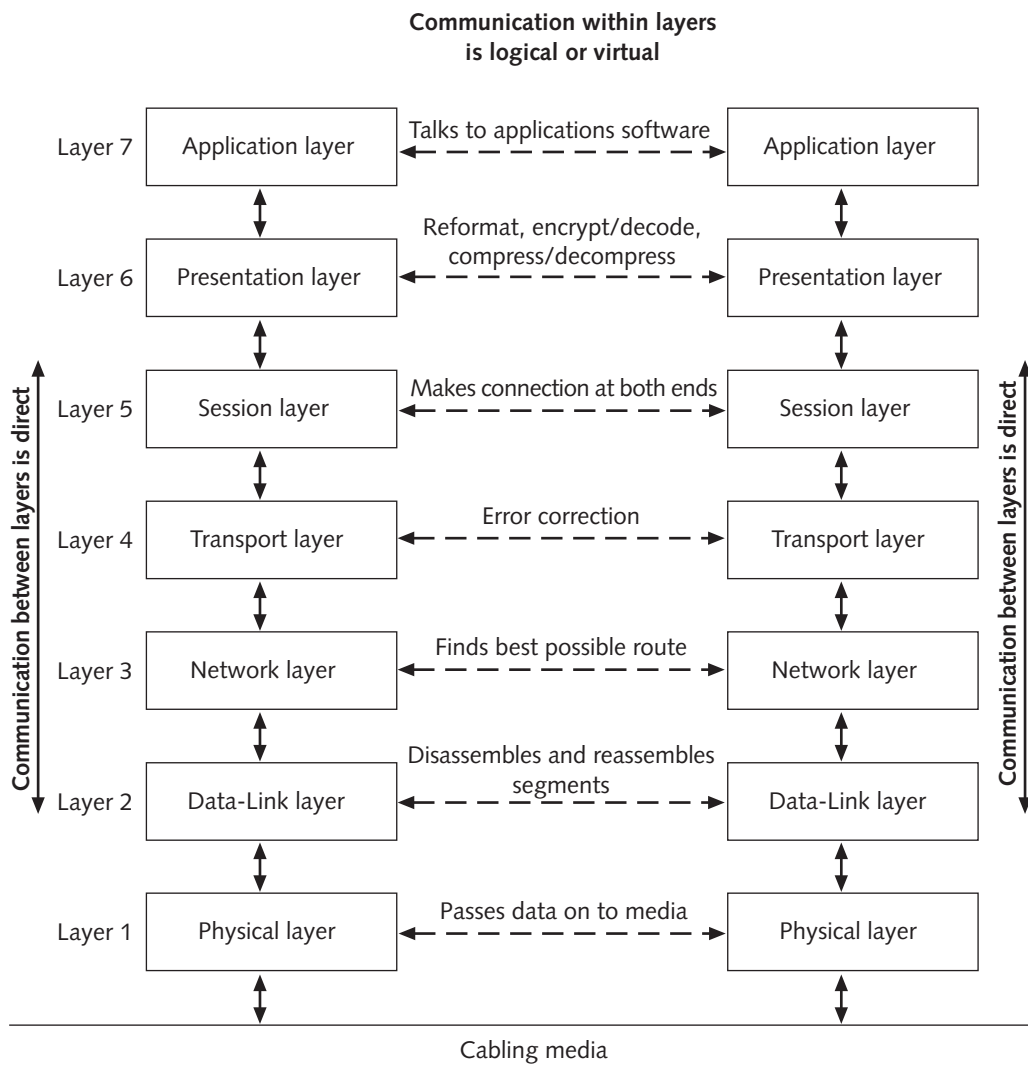 Communication within layers
is logical or virtual
Layer 7
Application layer
Talks to applications software
Application layer
Reformat, encrypt/decode,
compress/decompress
Layer 6
Presentation layer
Presentation layer
Communication between layers is direct
Layer 5
Session layer
Makes connection at both ends
Session layer
Communication between layers is direct
Layer 4
Transport layer
Error correction
Transport layer
Layer 3
Network layer
Finds best possible route
Network layer
Disassembles and reassembles
segments
Layer 2
Data-Link layer
Data-Link layer
Layer 1
Physical layer
Passes data on to media
Physical layer
Cabling media